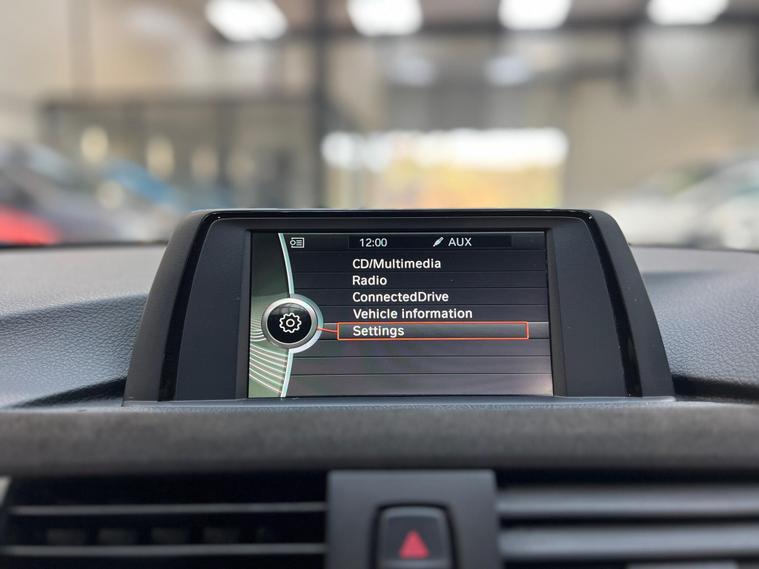 12:00 AUX
CD/Multimedia
Radio
ConnectedDrive
Vehicle information
Settings